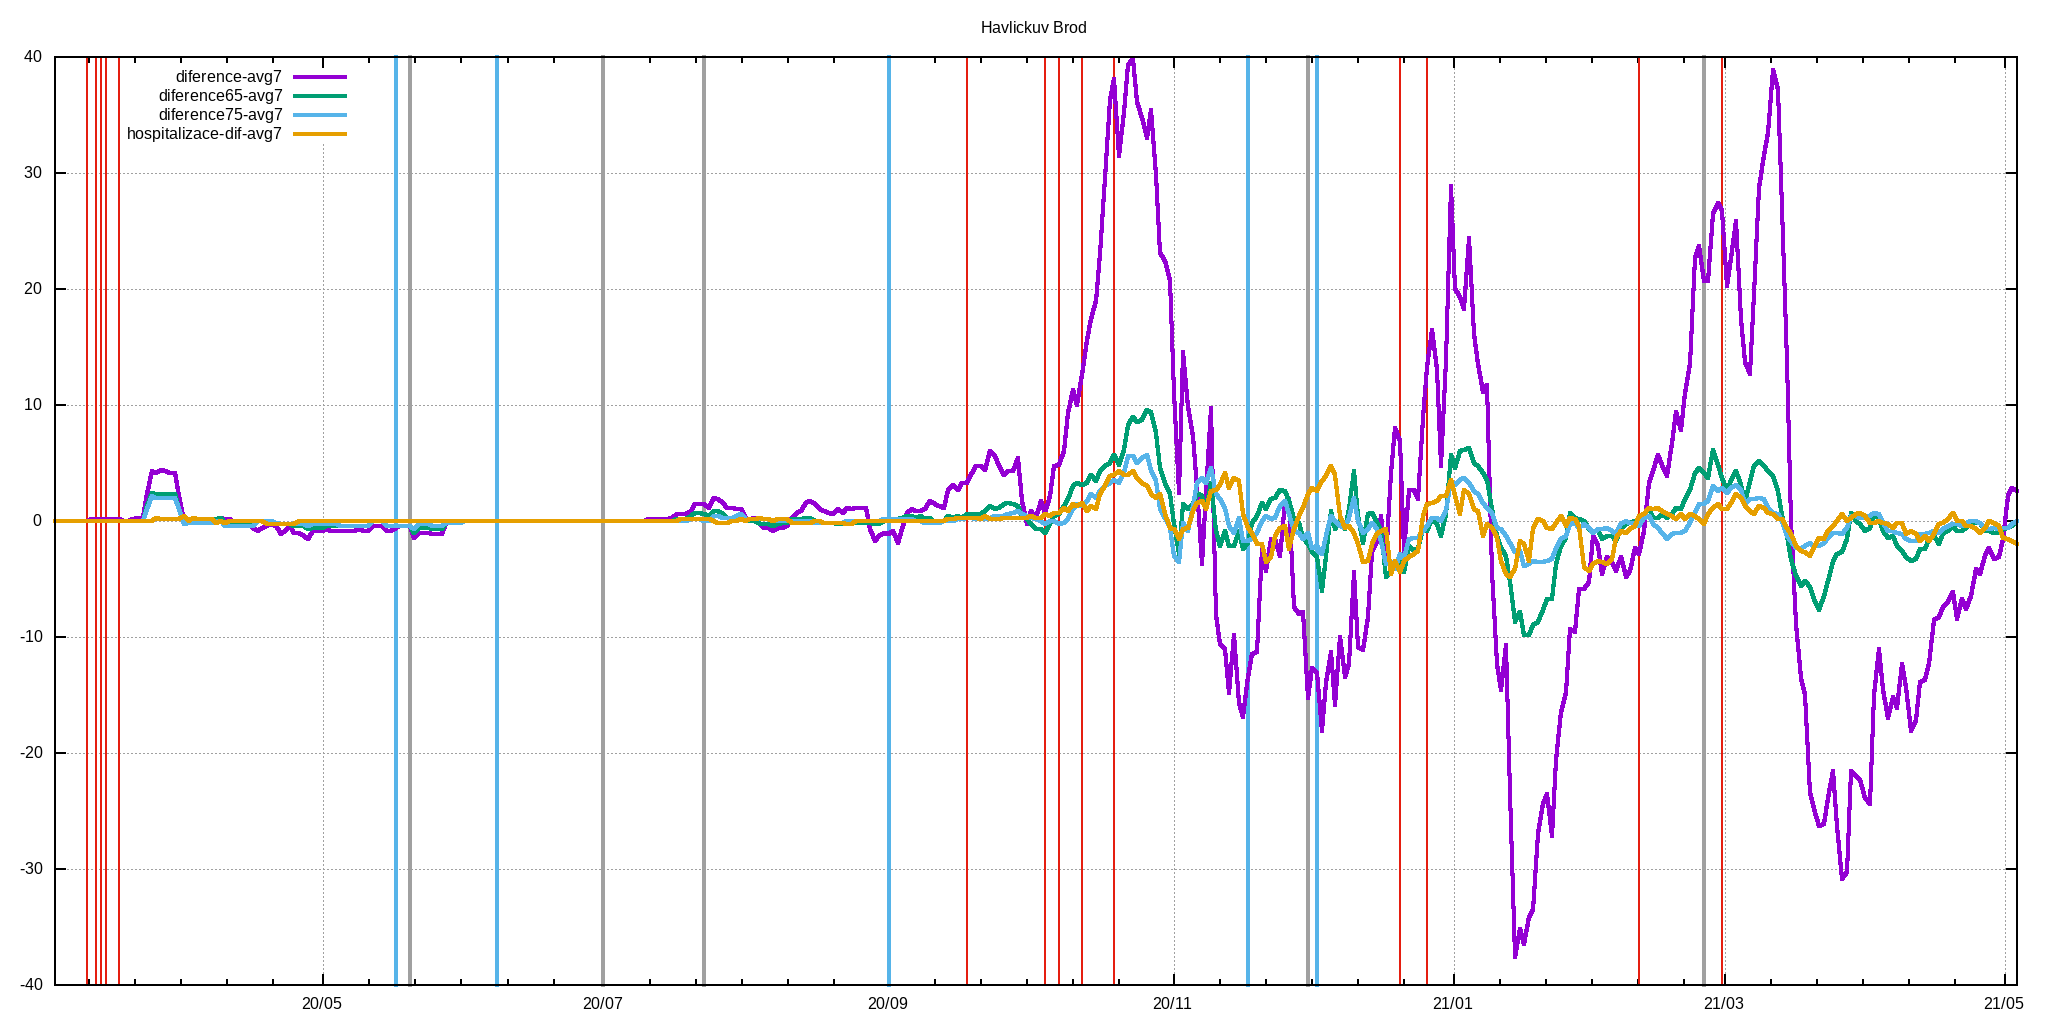 Havlickuv Brod
40
diference-avg7
diference65-avg7
diference75-avg7
hospitalizace-dif-avg7
30
20
10
0
-10
-20
-30
-40
20/05 20/07 20/09 20/11 21/01 21/03 21/05